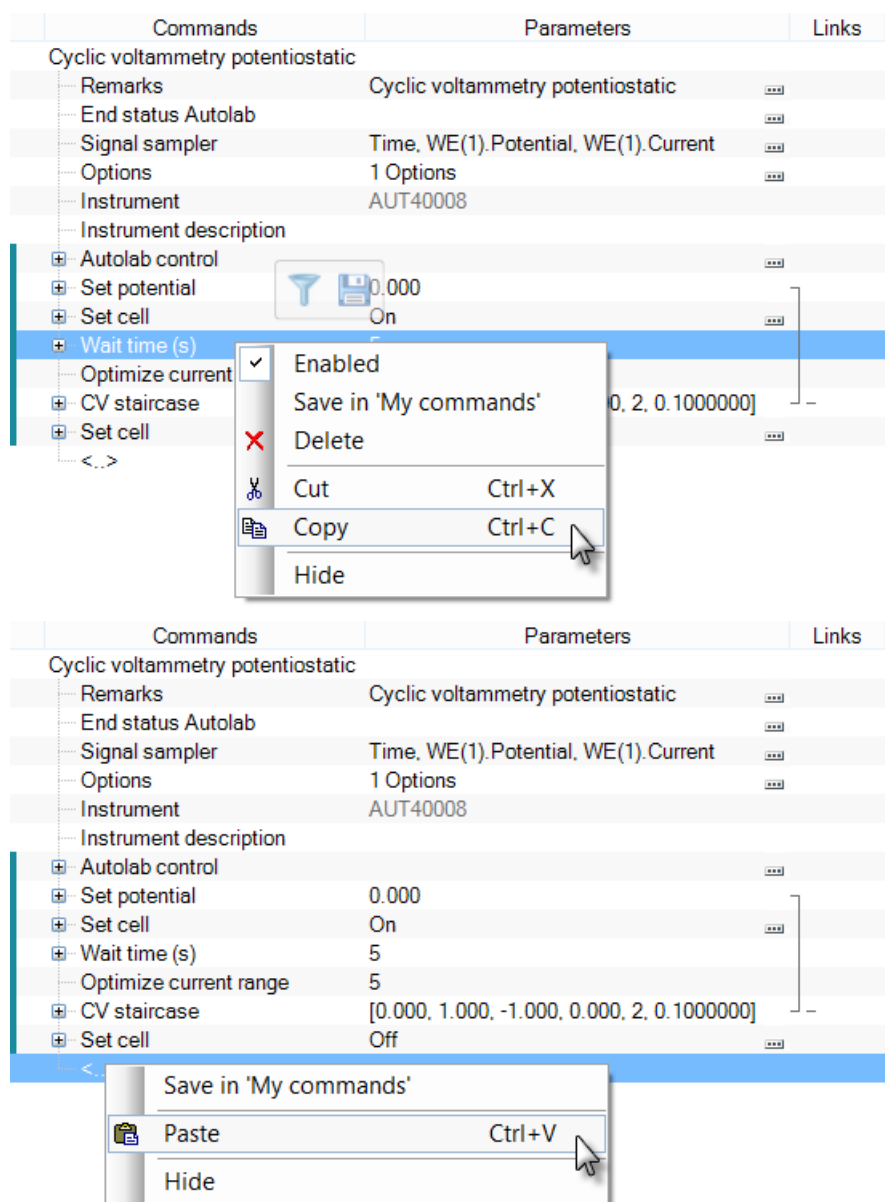 Commands Parameters Links
Cyclic voltammetry potentiostatic
Remarks Cyclic voltammetry potentiostatic
End status Autolab
Signal sampler Time, WE(1).Potential, WE(1).Current
Options 1 Options
Instrument AUT40008
Instrument description
Autolab control
Set potential 0.000
Set cell On
Wait time (s)
Enabled
Optimize current
Save in 'My commands'
CV staircase 0, 2, 0.1000000]
Set cell
Delete
<..>
Cut Ctrl+X
Copy Ctrl+C
Hide
Commands Parameters Links
Cyclic voltammetry potentiostatic
Remarks Cyclic voltammetry potentiostatic
End status Autolab
Signal sampler Time, WE(1).Potential, WE(1).Current
Options 1 Options
Instrument AUT40008
Instrument description
Autolab control
Set potential 0.000
Set cell On
Wait time (s) 5
Optimize current range 5
CV staircase [0.000, 1.000, -1.000, 0.000, 2, 0.1000000]
Set cell Off
<..
Save in 'My commands'
Paste Ctrl+V
Hide